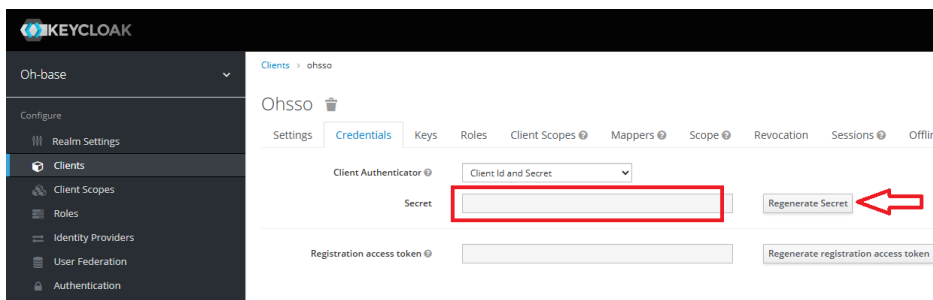 KEYCLOAK
Oh-base
Clients > ohsso
Ohsso
Configure
Settings Credentials Keys Roles Client Scopes Mappers Scope Revocation Sessions Offlin
Realm Settings
Clients
Client Authenticator Client Id and Secret
Client Scopes
Secret Regenerate Secret
Roles
Identity Providers
Registration access token Regenerate registration access token
User Federation
Authentication